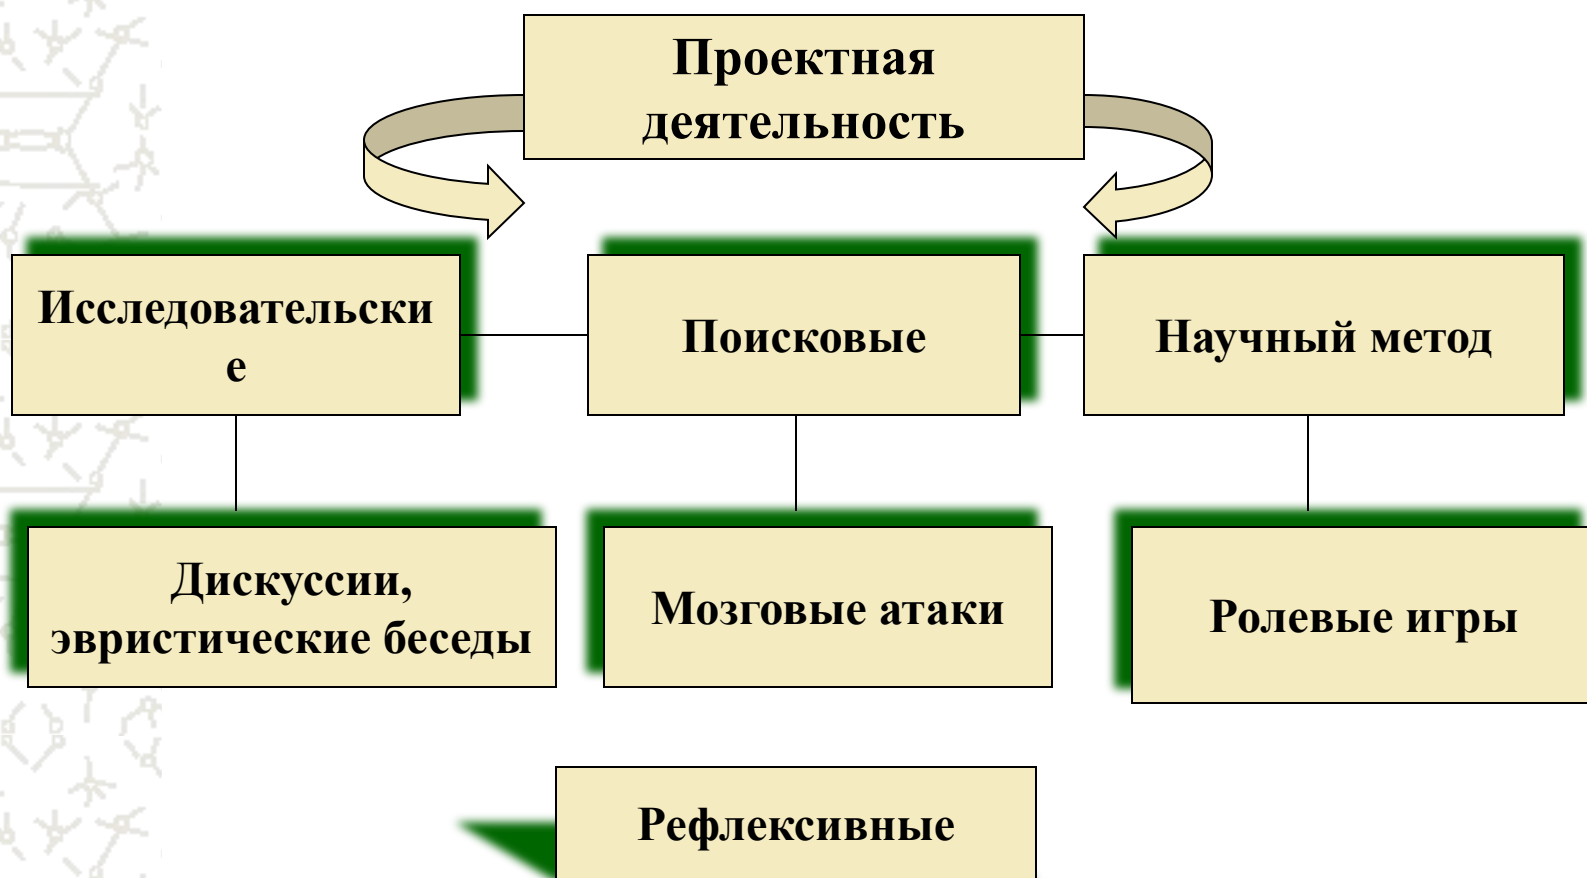 Проектная
деятельность
Исследовательски
е
Поисковые
Научный метод
Дискуссии,
эвристические беседы
Мозговые атаки
Ролевые игры
Рефлексивные